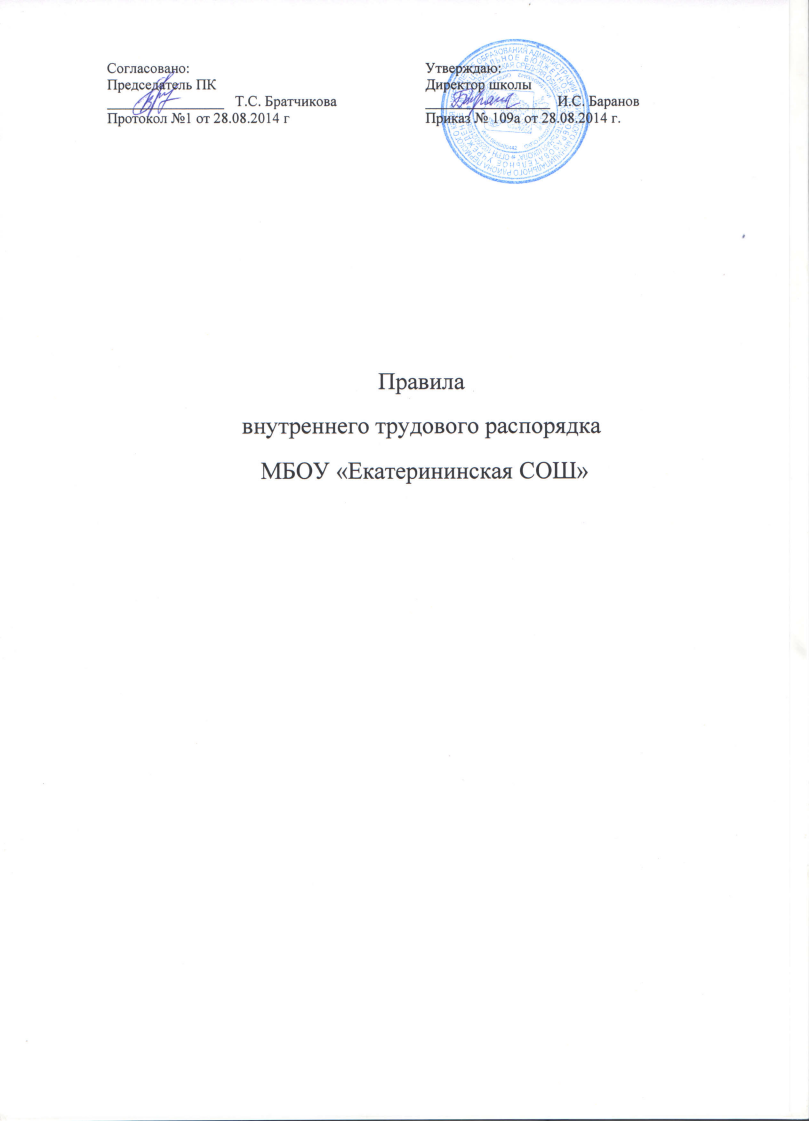 Согласовано:
Председатель ПК
Т.С. Братчикова
Протокол №1 от 28.08.2014 г
Утверждаю:
Директор школы
И.С. Баранов
Приказ № 109а от 28.08.2014 г.
Правила
внутреннего трудового распорядка
МБОУ «Екатерининская СОШ»